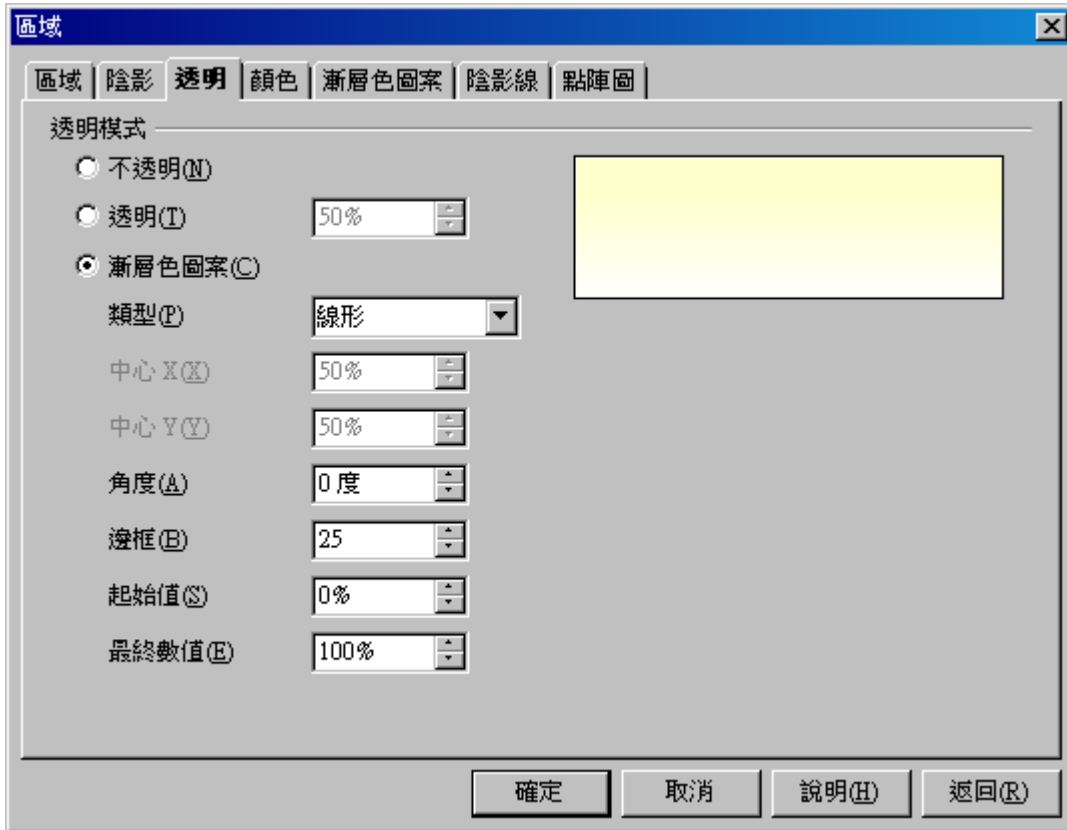 區域
區域 陰影 透明 顏色 漸層色圖案 陰影線 點陣圖
透明模式
不透明(N)
透明(T) 50%
漸層色圖案(C)
類型(P) 線形
中心 X(X) 50%
中心 Y(Y) 50%
角度(A) 0 度
邊框(B) 25
起始值(S) 0%
最終數值(E) 100%
確定 取消 說明(H) 返回(R)